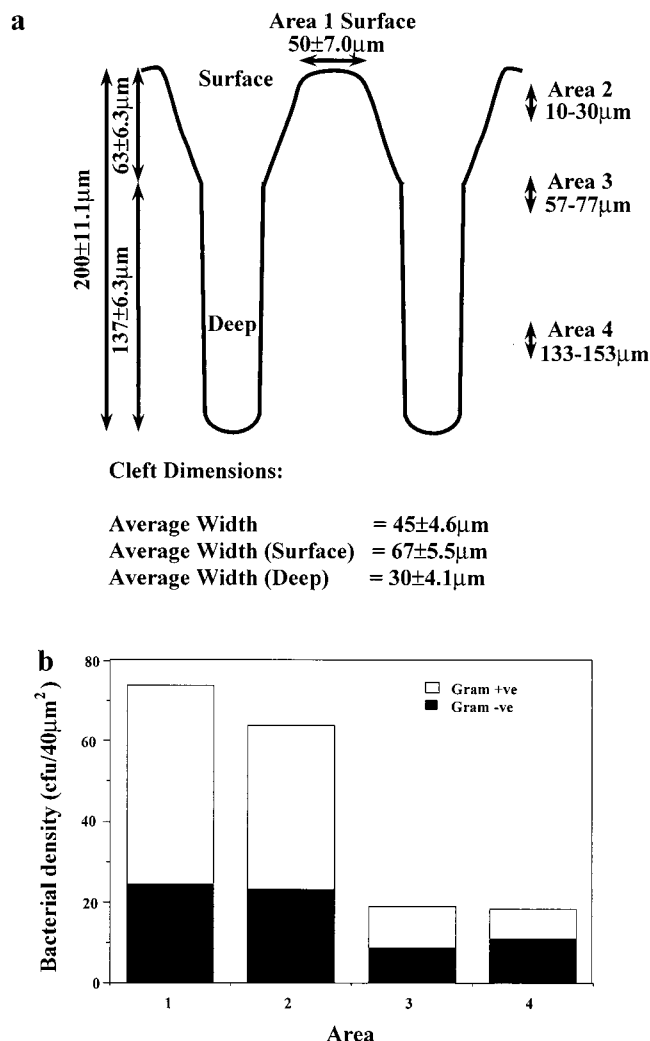 a
Area 1 Surface
50±7.0µm
Surface
Area 2
10-30µm
63±6.3µm
Area 3
57-77µm
200±11.1µm
137±6.3µm
Deep
Area 4
133-153µm
Cleft Dimensions:
Average Width = 45±4.6µm
Average Width (Surface) = 67±5.5µm
Average Width (Deep) = 30±4.1µm
b
Bacterial density (cfu/40µm²)
80
60
40
20
0
Gram +ve
Gram -ve
1 2 3 4
Area